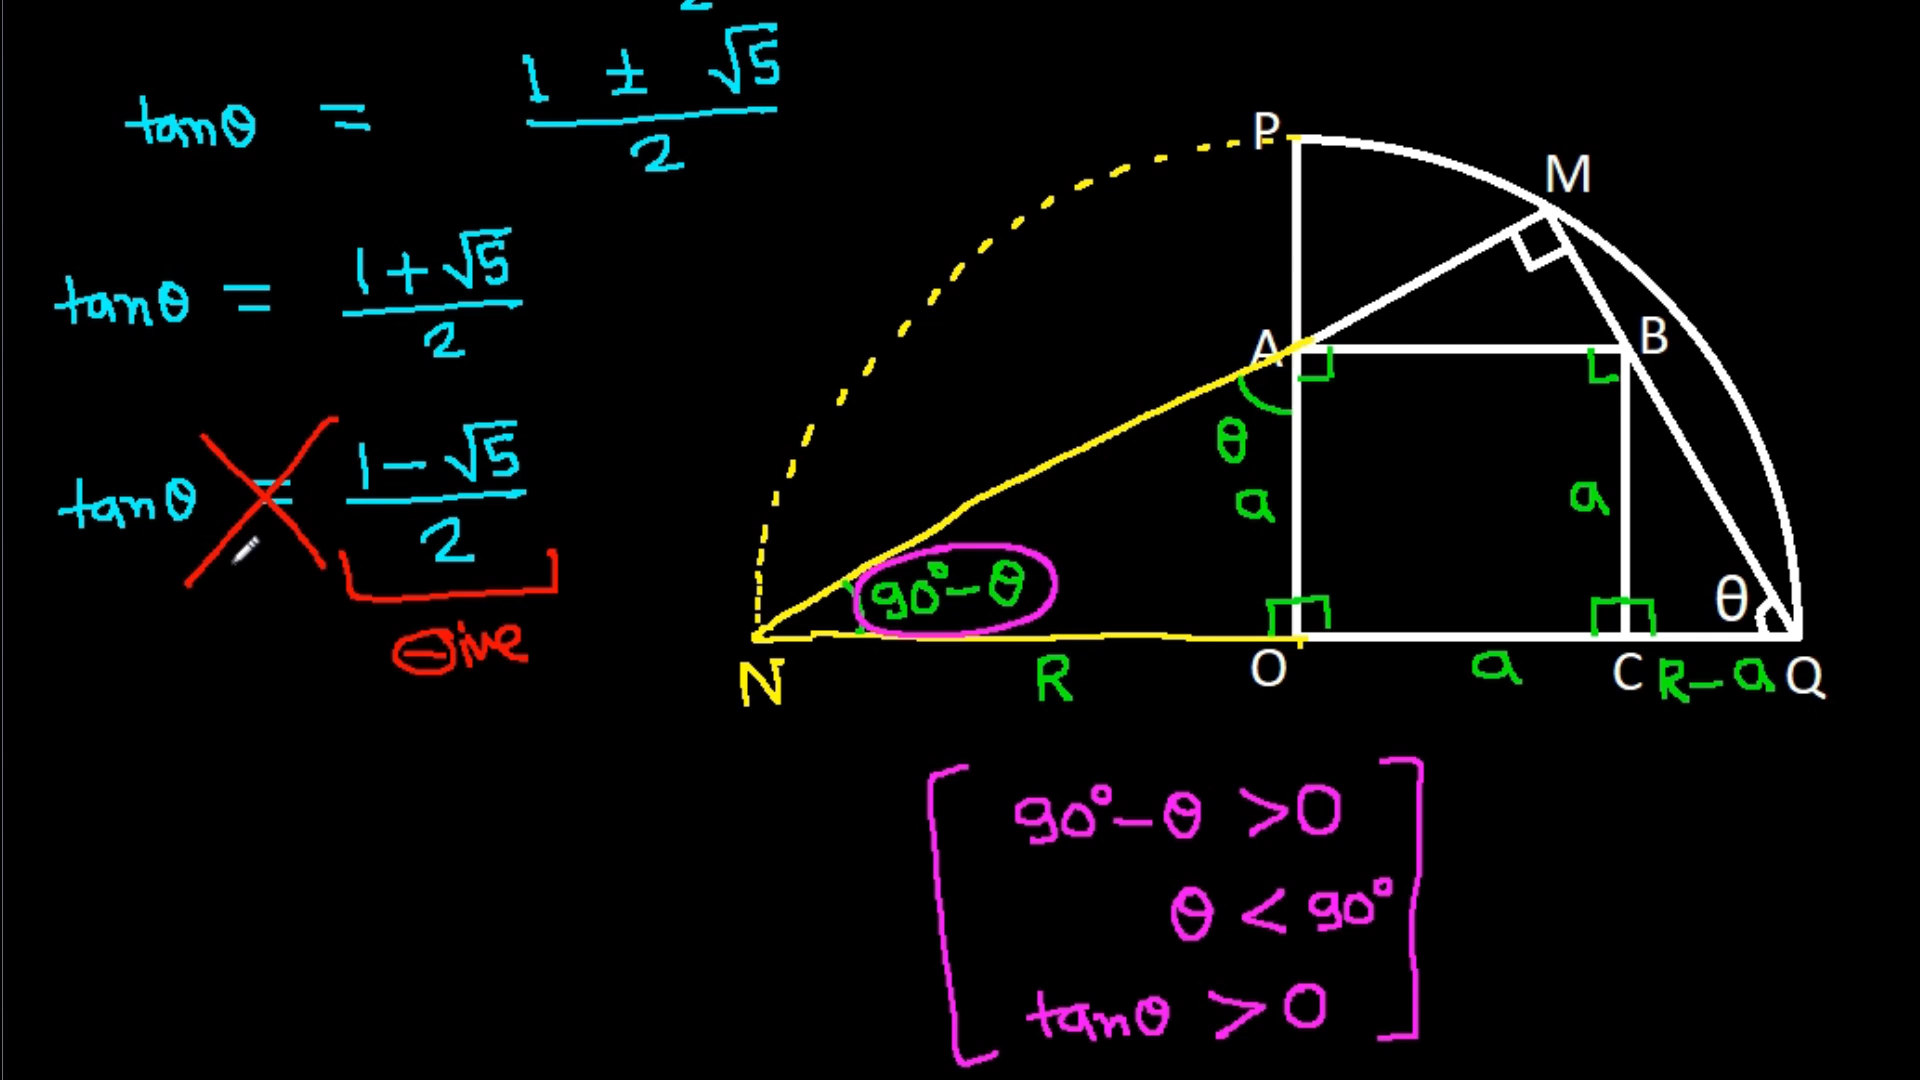 tanθ = 1 ± √5 / 2
tanθ = 1 + √5 / 2
tanθ = 1 - √5 / 2
⊖ive
P
M
A
B
θ
a
a
90° - θ
θ
N
R
O
a
C
R - a
Q
90° - θ > 0
θ < 90°
tanθ > 0